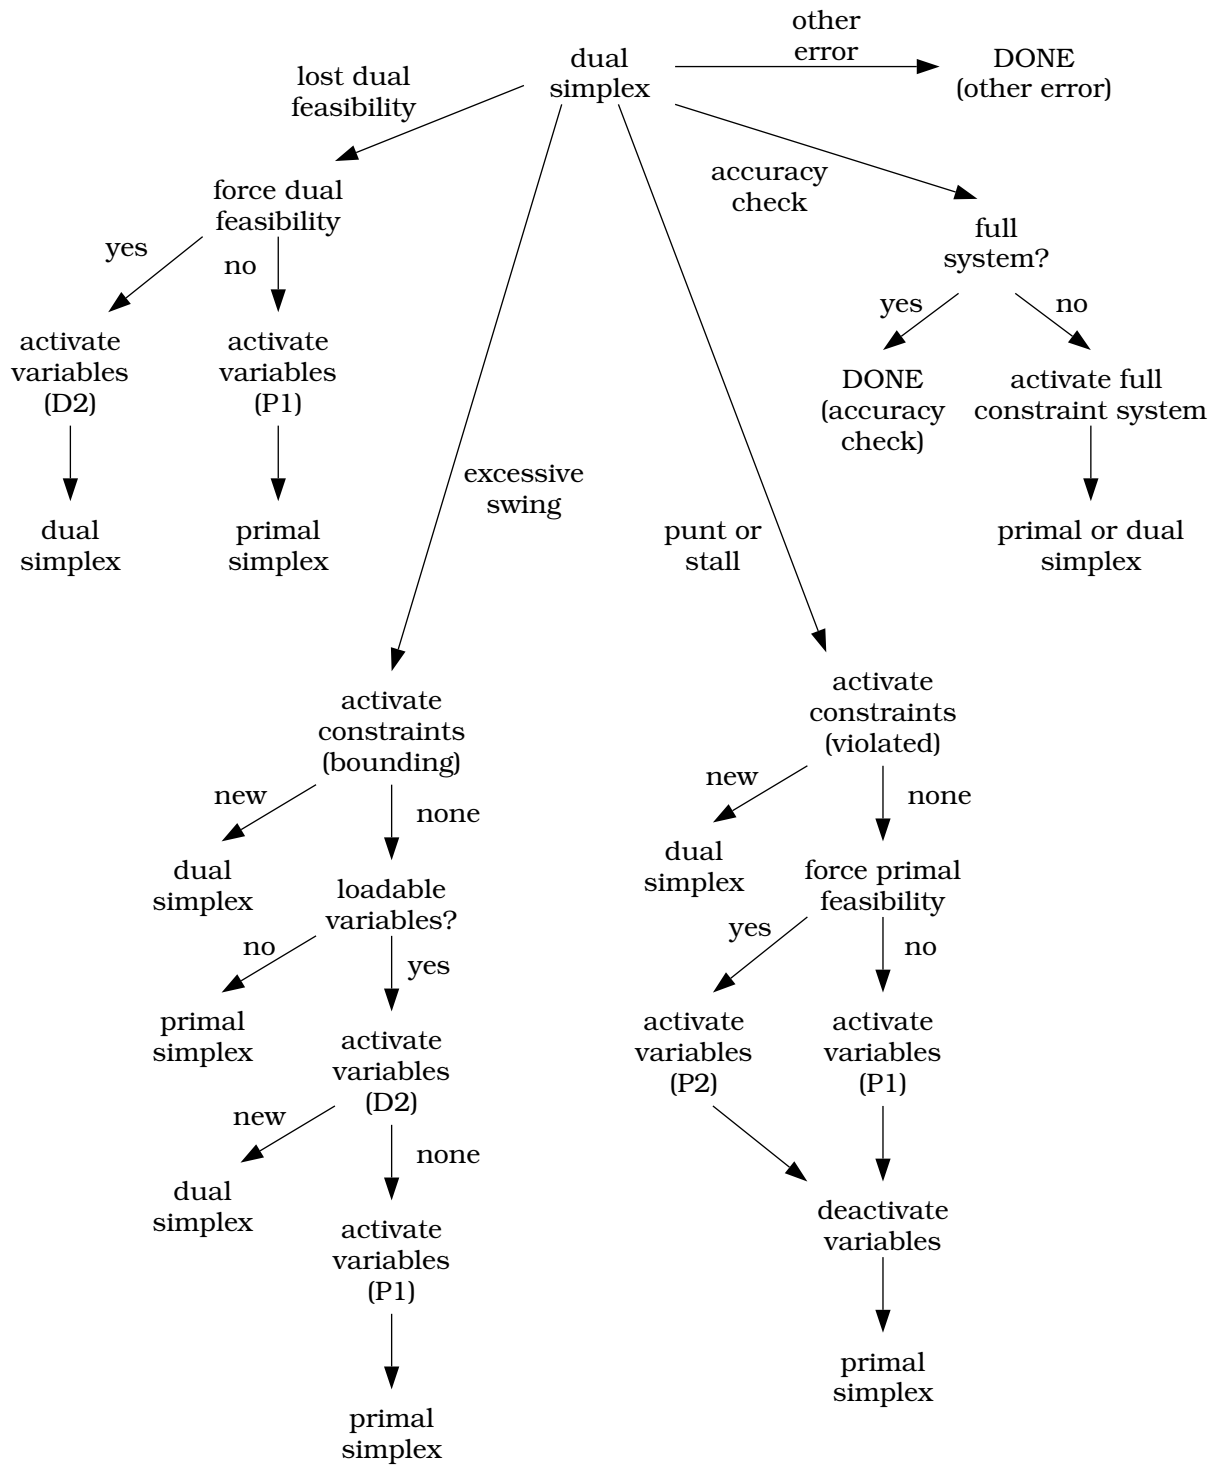 other
error
dual
simplex
DONE
(other error)
lost dual
feasibility
accuracy
check
force dual
feasibility
full
system?
yes
no
yes
no
activate
variables
(D2)
activate
variables
(P1)
DONE
(accuracy
check)
activate full
constraint system
excessive
swing
dual
simplex
primal
simplex
punt or
stall
primal or dual
simplex
activate
constraints
(bounding)
activate
constraints
(violated)
new
none
new
none
dual
simplex
loadable
variables?
dual
simplex
force primal
feasibility
no
yes
yes
no
primal
simplex
activate
variables
(D2)
activate
variables
(P2)
activate
variables
(P1)
new
none
dual
simplex
activate
variables
(P1)
deactivate
variables
primal
simplex
primal
simplex